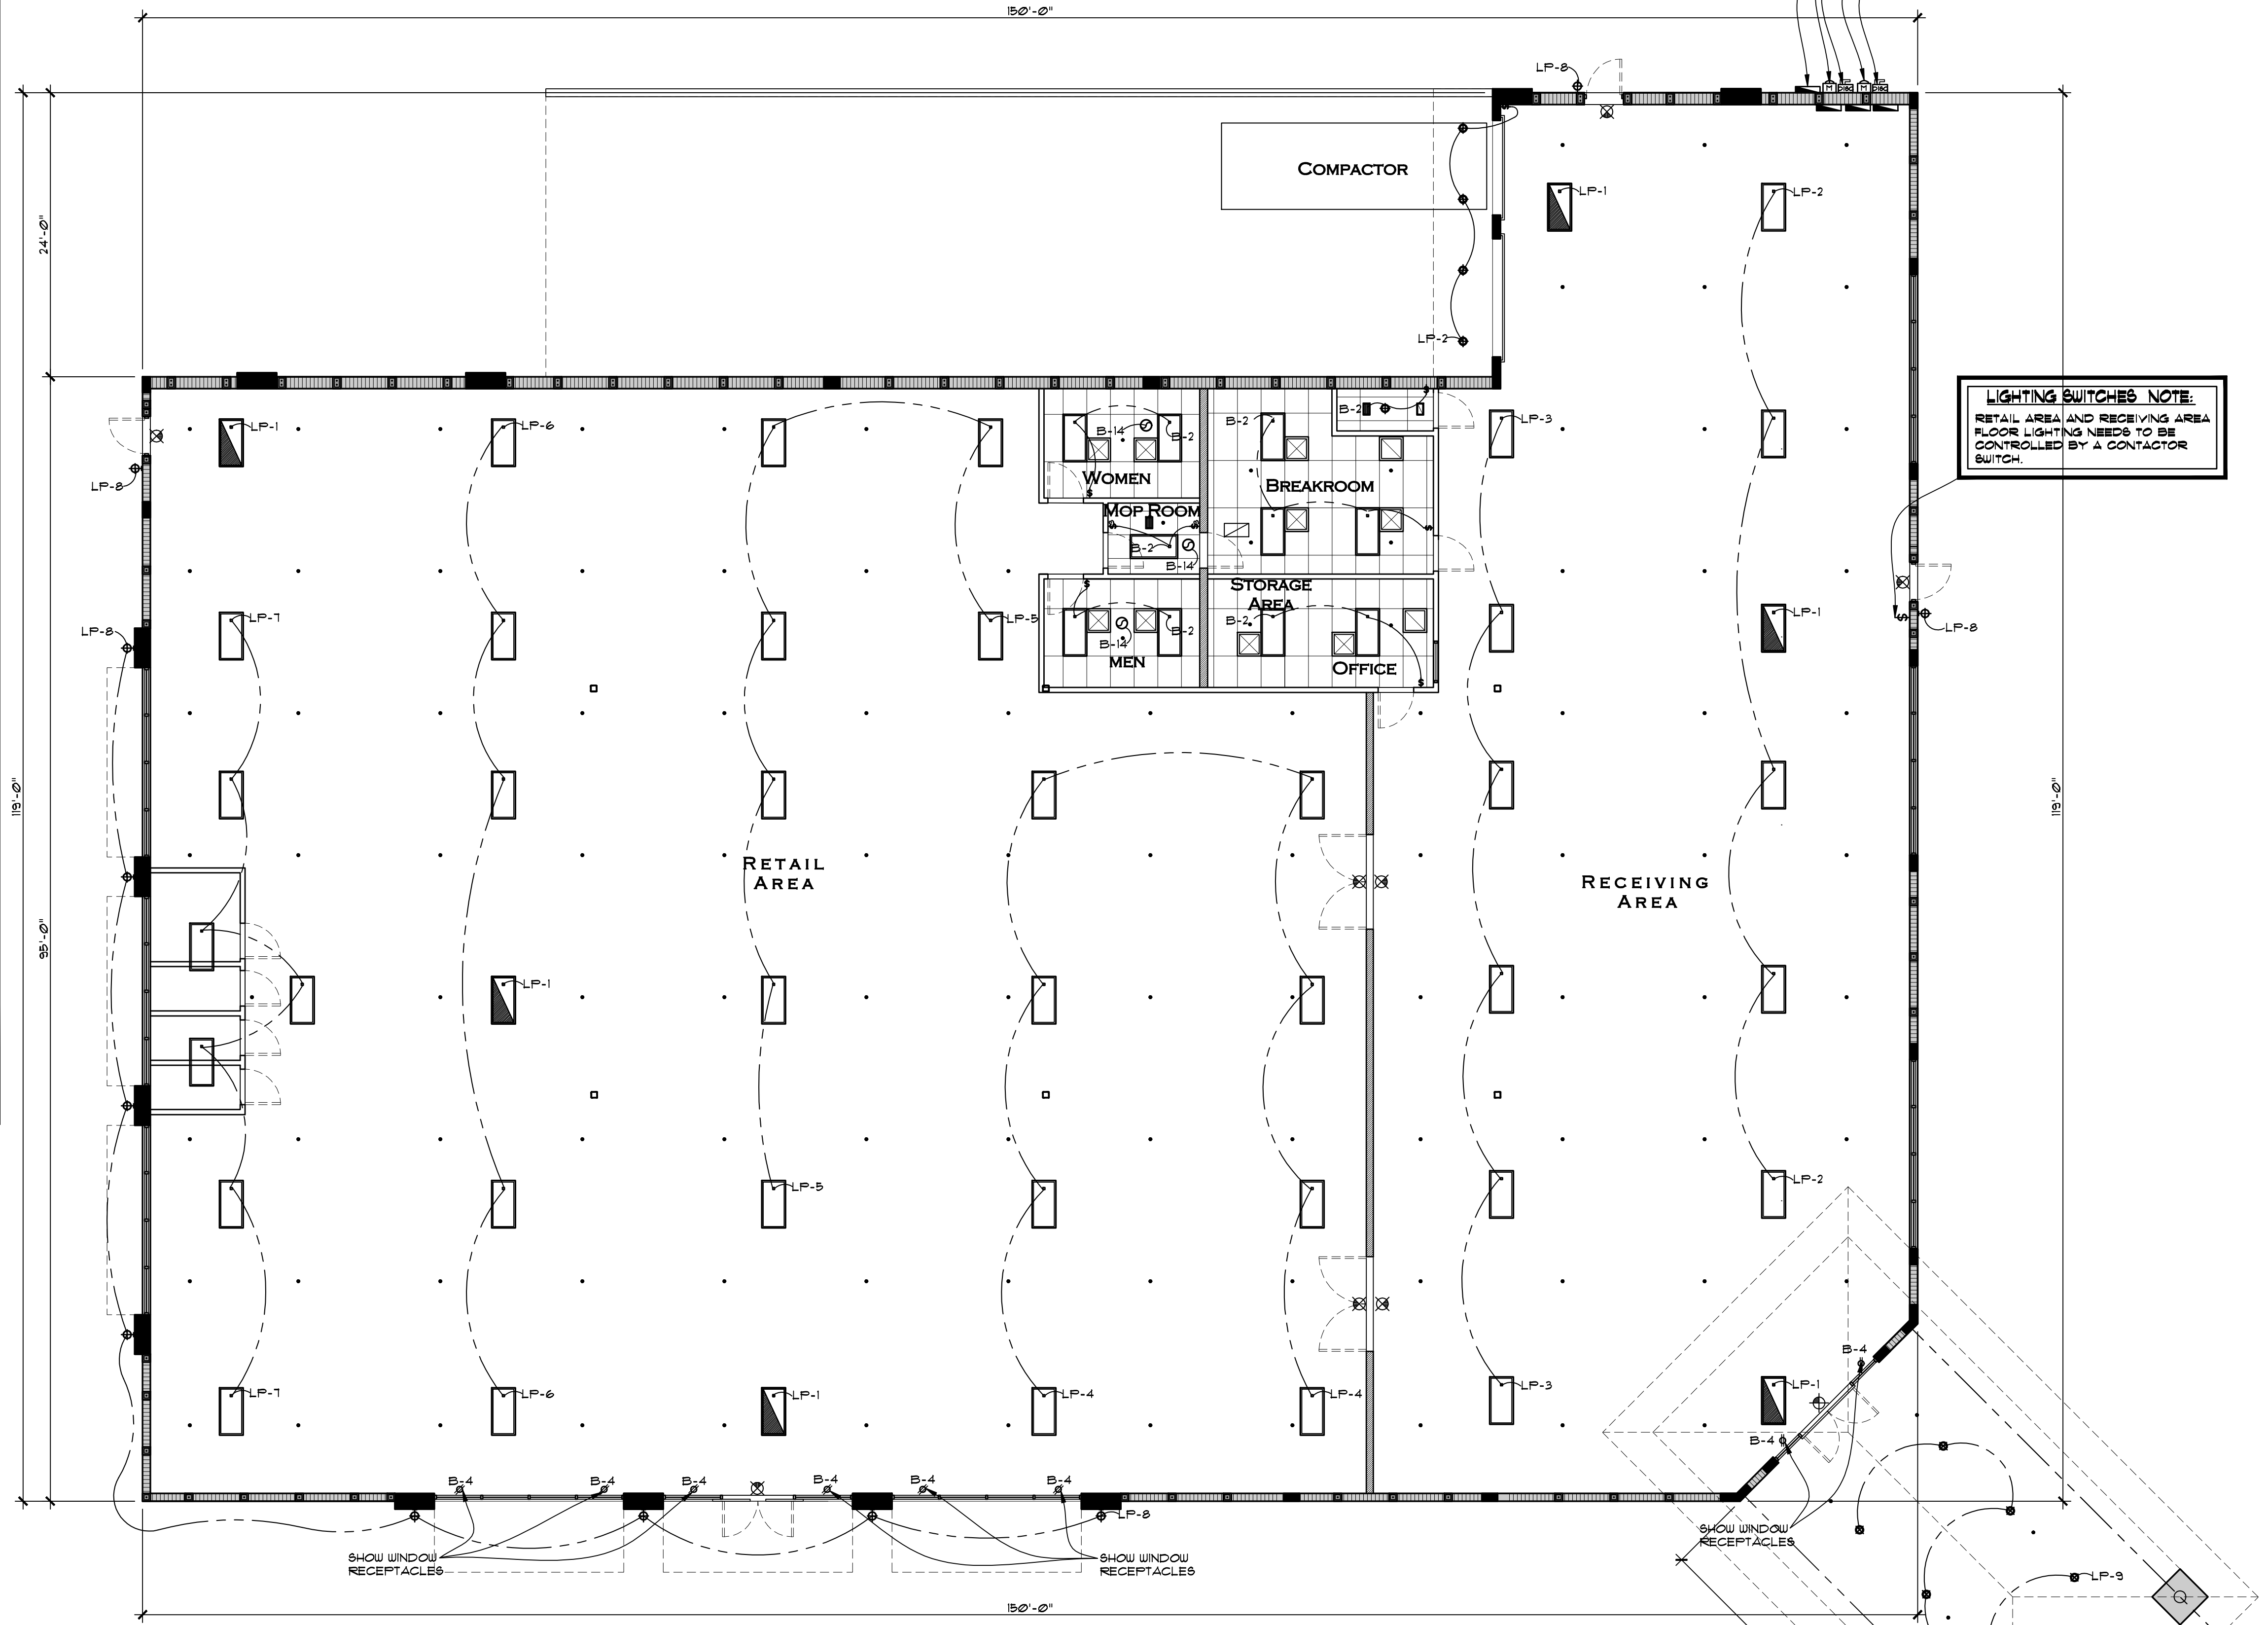 150'-0"
LP-8
M
M
COMPACTOR
LP-1
LP-2
24'-0"
LP-2
LIGHTING SWITCHES NOTE:
RETAIL AREA AND RECEIVING AREA
FLOOR LIGHTING NEEDS TO BE
CONTROLLED BY A CONTACTOR
SWITCH.
LP-1
LP-6
B-14
B-2
B-2
B-2
LP-3
LP-8
WOMEN
BREAKROOM
MOP ROOM
B-2
B-14
STORAGE
AREA
LP-7
LP-5
LP-8
B-14
B-2
B-2
MEN
OFFICE
LP-1
LP-8
119'-0"
119'-0"
RETAIL
AREA
RECEIVING
AREA
95'-0"
LP-1
LP-5
LP-2
B-4
LP-7
LP-6
LP-1
LP-4
LP-4
LP-3
LP-1
B-4
B-4
B-4
B-4
B-4
B-4
B-4
LP-8
SHOW WINDOW
RECEPTACLES
SHOW WINDOW
RECEPTACLES
SHOW WINDOW
RECEPTACLES
LP-9
150'-0"